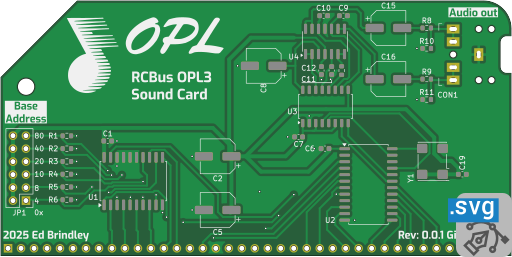 OPL
RCBus OPL3
Sound Card
Audio out
C10 C9 C15 R8
R10
U4
C16 R9
C12
C11
C8
R11
CON1
U3
Base
Address
80 R1
40 R2
20 R3
10 R4
8 R5
4 R6
JP1 0x
C1
U1
C2
C5
C7
C6
U2
Y1
C19
2025 Ed Brindley
Rev: 0.0.1 Gi
.svg